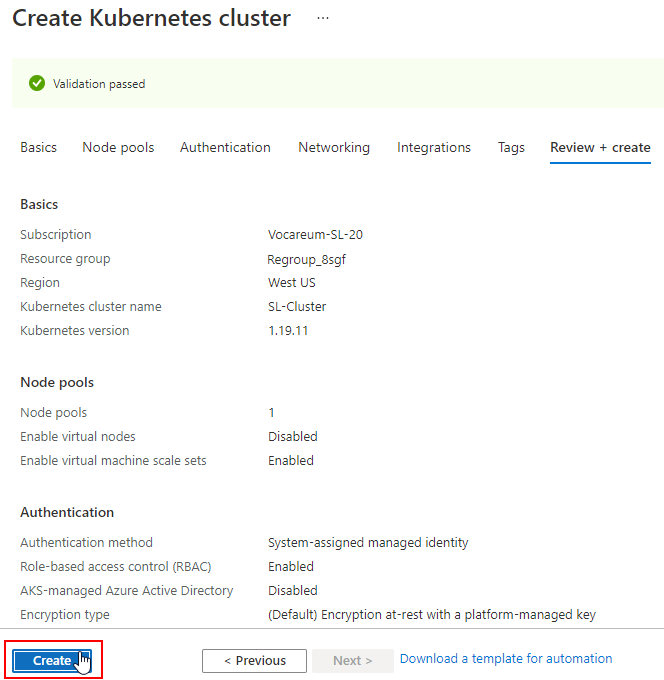 Create Kubernetes cluster ...
Validation passed
Basics Node pools Authentication Networking Integrations Tags Review + create
Basics
Subscription Vocareum-SL-20
Resource group Regroup_8sgf
Region West US
Kubernetes cluster name SL-Cluster
Kubernetes version 1.19.11
Node pools
Node pools 1
Enable virtual nodes Disabled
Enable virtual machine scale sets Enabled
Authentication
Authentication method System-assigned managed identity
Role-based access control (RBAC) Enabled
AKS-managed Azure Active Directory Disabled
Encryption type (Default) Encryption at-rest with a platform-managed key
Create < Previous Next > Download a template for automation